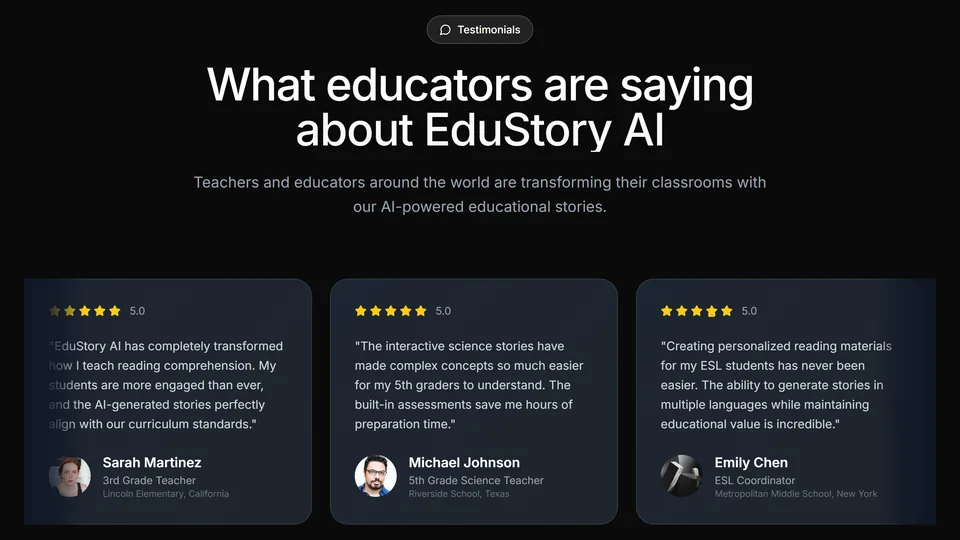 Testimonials
What educators are saying
about EduStory AI
Teachers and educators around the world are transforming their classrooms with
our AI-powered educational stories.
5.0
"EduStory AI has completely transformed
how I teach reading comprehension. My
students are more engaged than ever,
and the AI-generated stories perfectly
align with our curriculum standards."
Sarah Martinez
3rd Grade Teacher
Lincoln Elementary, California
5.0
"The interactive science stories have
made complex concepts so much easier
for my 5th graders to understand. The
built-in assessments save me hours of
preparation time."
Michael Johnson
5th Grade Science Teacher
Riverside School, Texas
5.0
"Creating personalized reading materials
for my ESL students has never been
easier. The ability to generate stories in
multiple languages while maintaining
educational value is incredible."
Emily Chen
ESL Coordinator
Metropolitan Middle School, New York